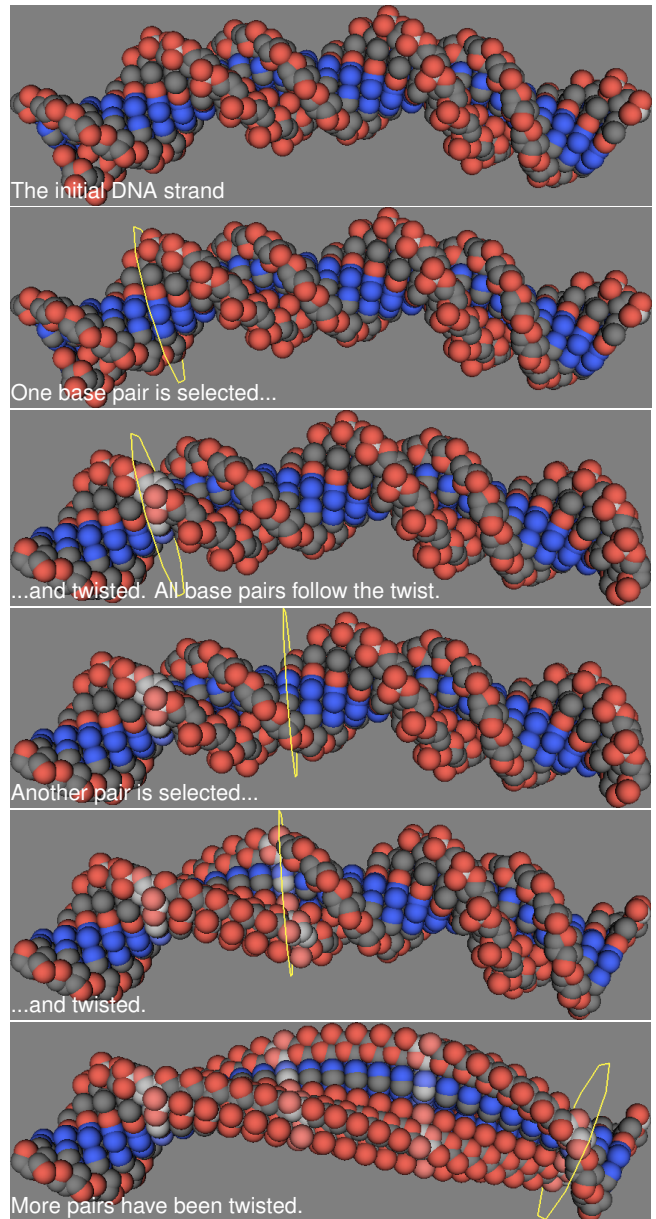 The initial DNA strand
One base pair is selected...
...and twisted. All base pairs follow the twist.
Another pair is selected...
...and twisted.
More pairs have been twisted.